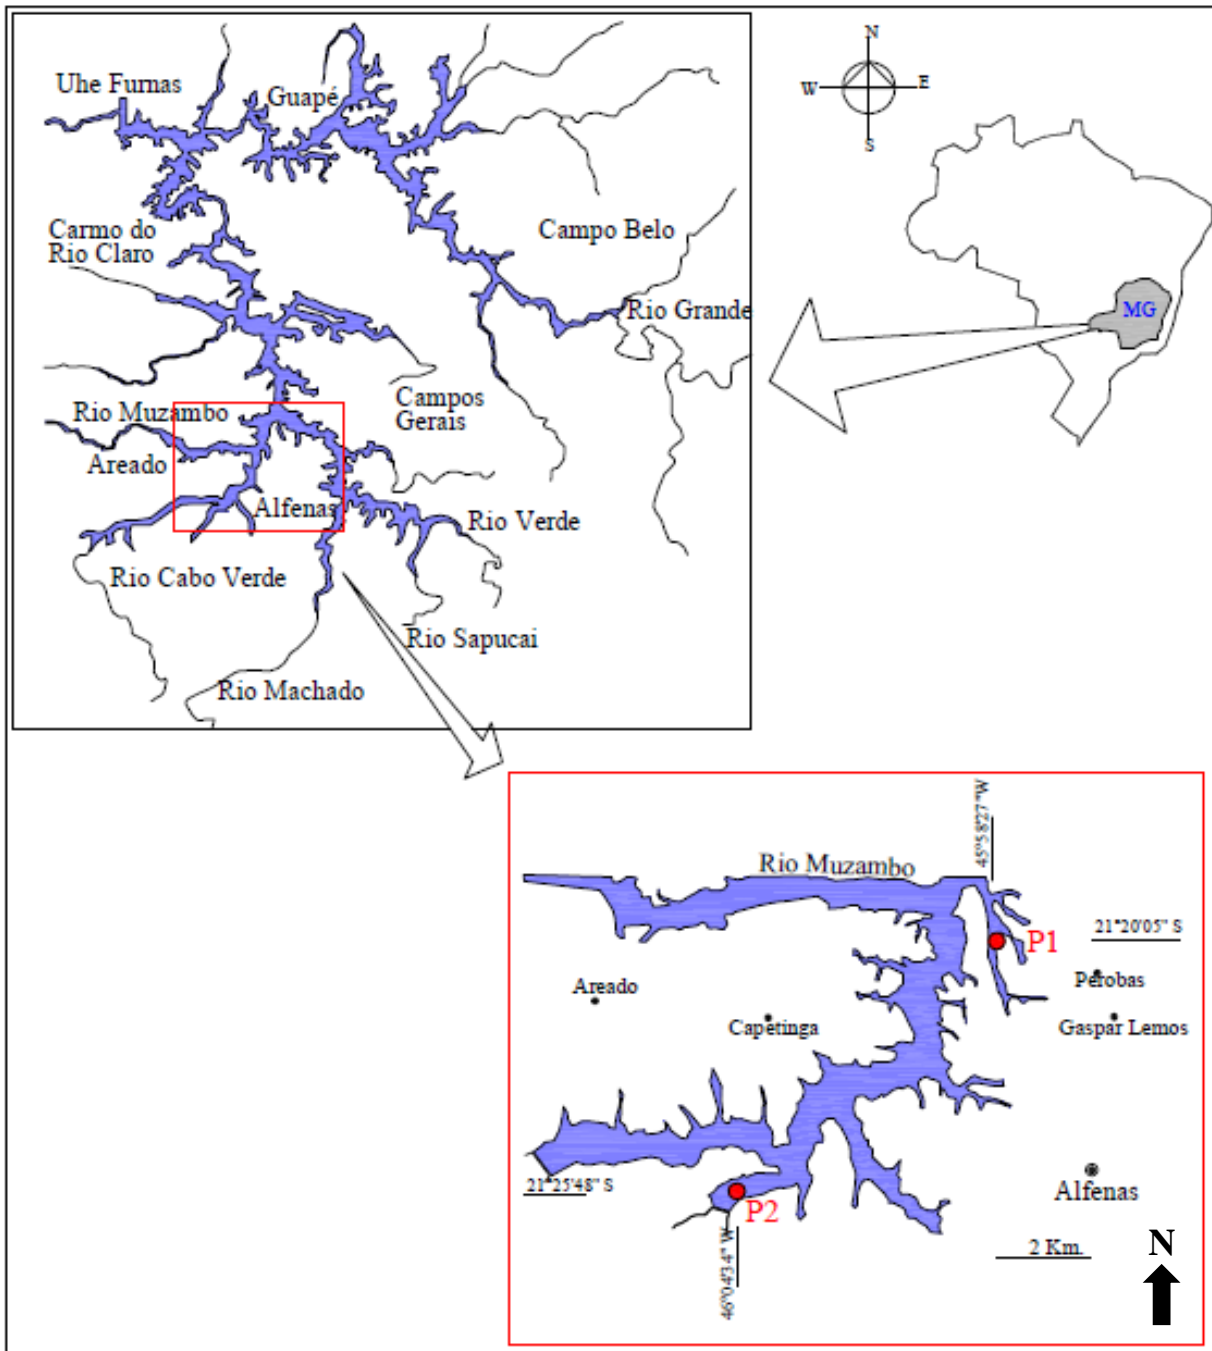 Uhe Furnas
Guapé
N
W
E
S
Carmo do
Rio Claro
Campo Belo
Rio Grande
MG
Campos
Gerais
Rio Muzambo
Areado
Alfenas
Rio Verde
Rio Cabo Verde
Rio Sapucai
Rio Machado
45°58'27"W
Rio Muzambo
21°20'05" S
P1
Perobas
Areado
Capetinga
Gaspar Lemos
21°25'48" S
P2
Alfenas
46°04'34" W
2 Km.
N